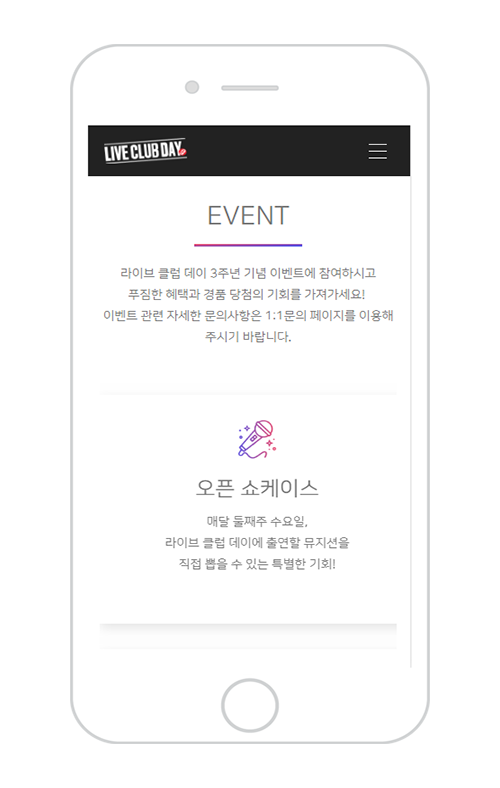 LIVE CLUB DAY
EVENT
라이브 클럽 데이 3주년 기념 이벤트에 참여하시고
푸짐한 혜택과 경품 당첨의 기회를 가져가세요!
이벤트 관련 자세한 문의사항은 1:1문의 페이지를 이용해
주시기 바랍니다.
오픈 쇼케이스
매달 둘째주 수요일,
라이브 클럽 데이에 출연할 뮤지션을
직접 뽑을 수 있는 특별한 기회!